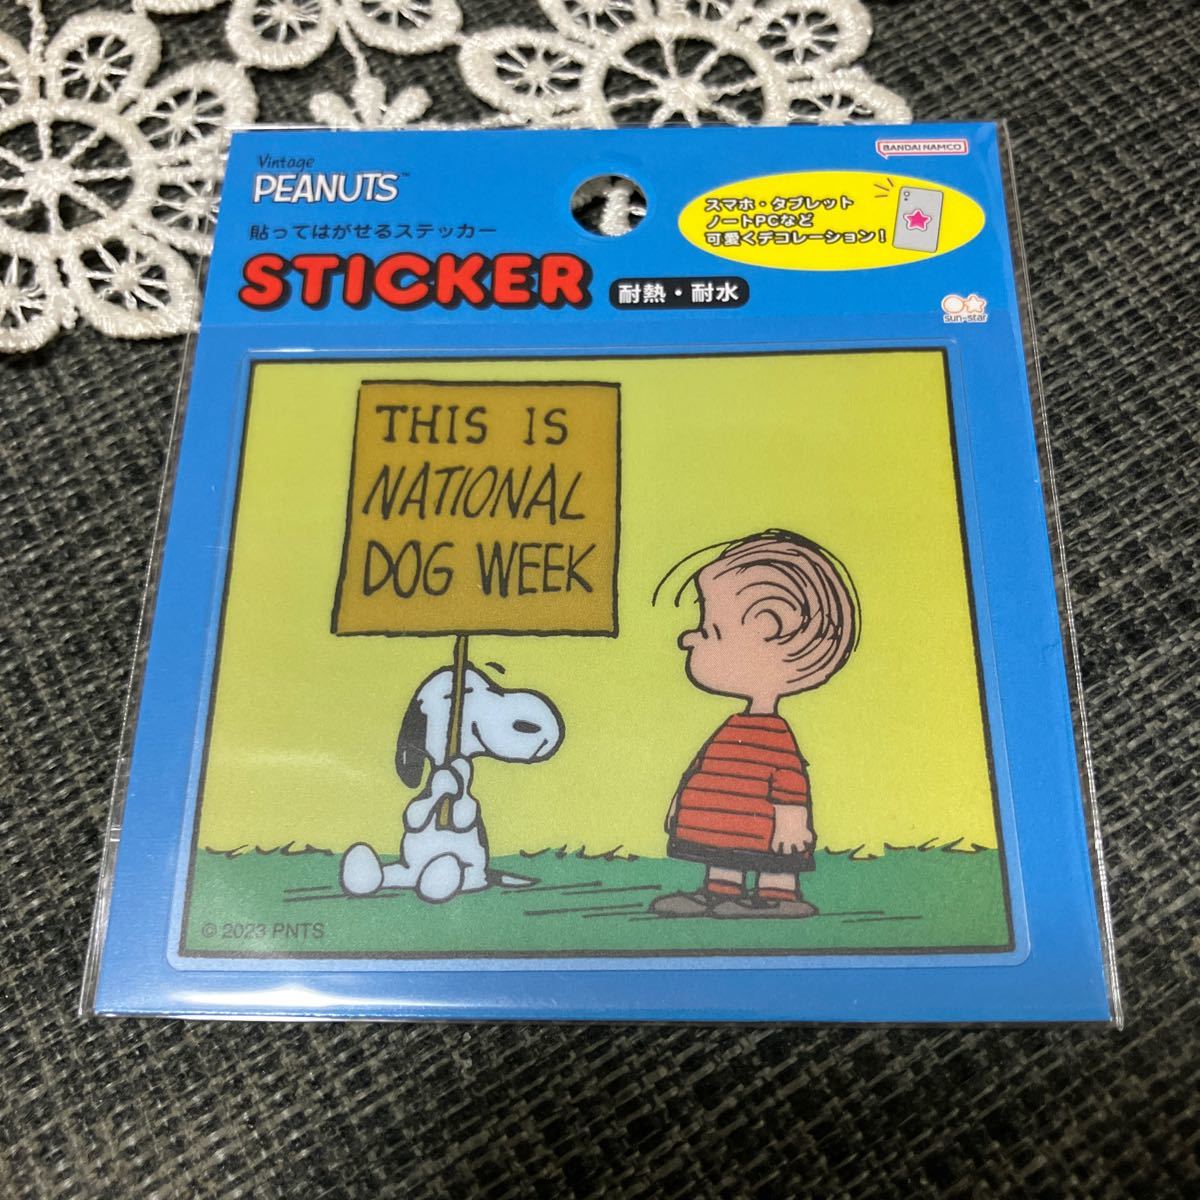 Vintage
PEANUTS™
貼ってはがせるステッカー
STICKER
耐熱・耐水
BANDAI NAMCO
スマホ・タブレット
ノートPCなど
可愛くデコレーション!
sun-star
THIS IS
NATIONAL
DOG WEEK
© 2023 PNTS